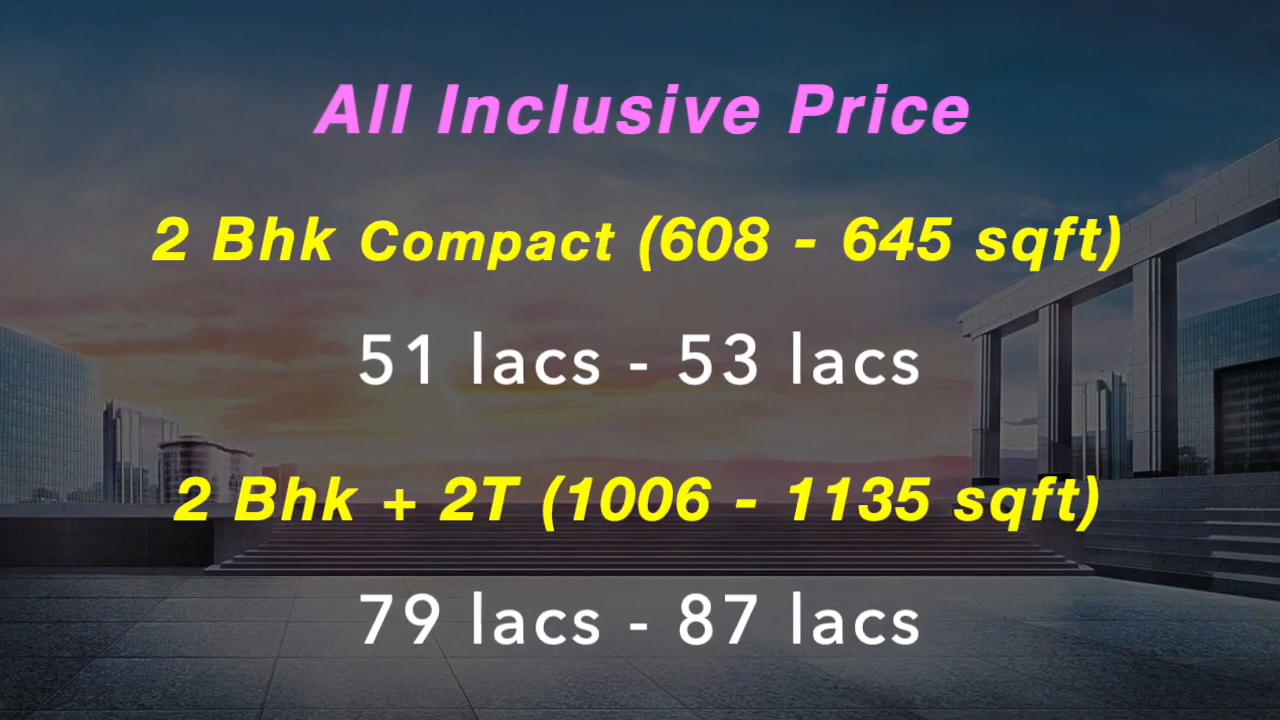 All Inclusive Price
2 Bhk Compact (608 - 645 sqft)
51 lacs - 53 lacs
2 Bhk + 2T (1006 - 1135 sqft)
79 lacs - 87 lacs